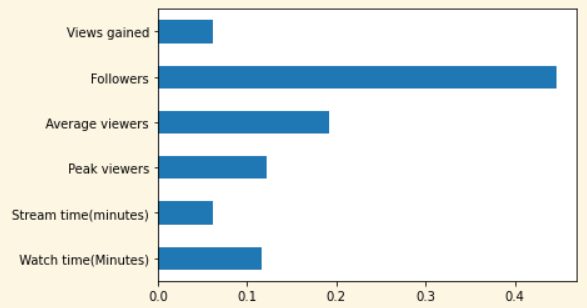 Views gained
Followers
Average viewers
Peak viewers
Stream time(minutes)
Watch time(Minutes)
0.0 0.1 0.2 0.3 0.4